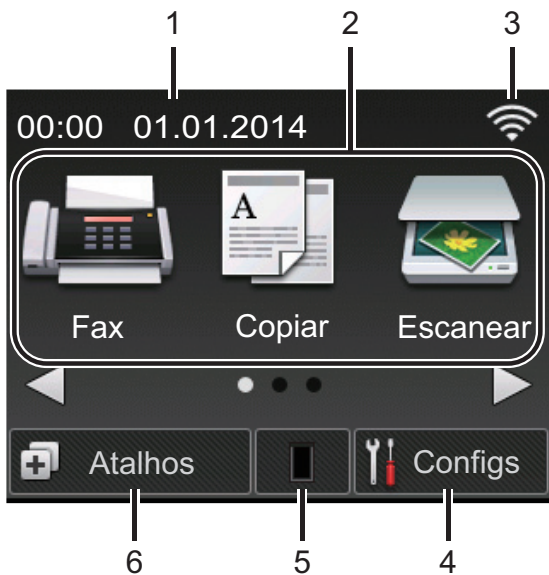 1 2 3
00:00 01.01.2014
A
Fax Copiar Escanear
Atalhos Configs
6 5 4